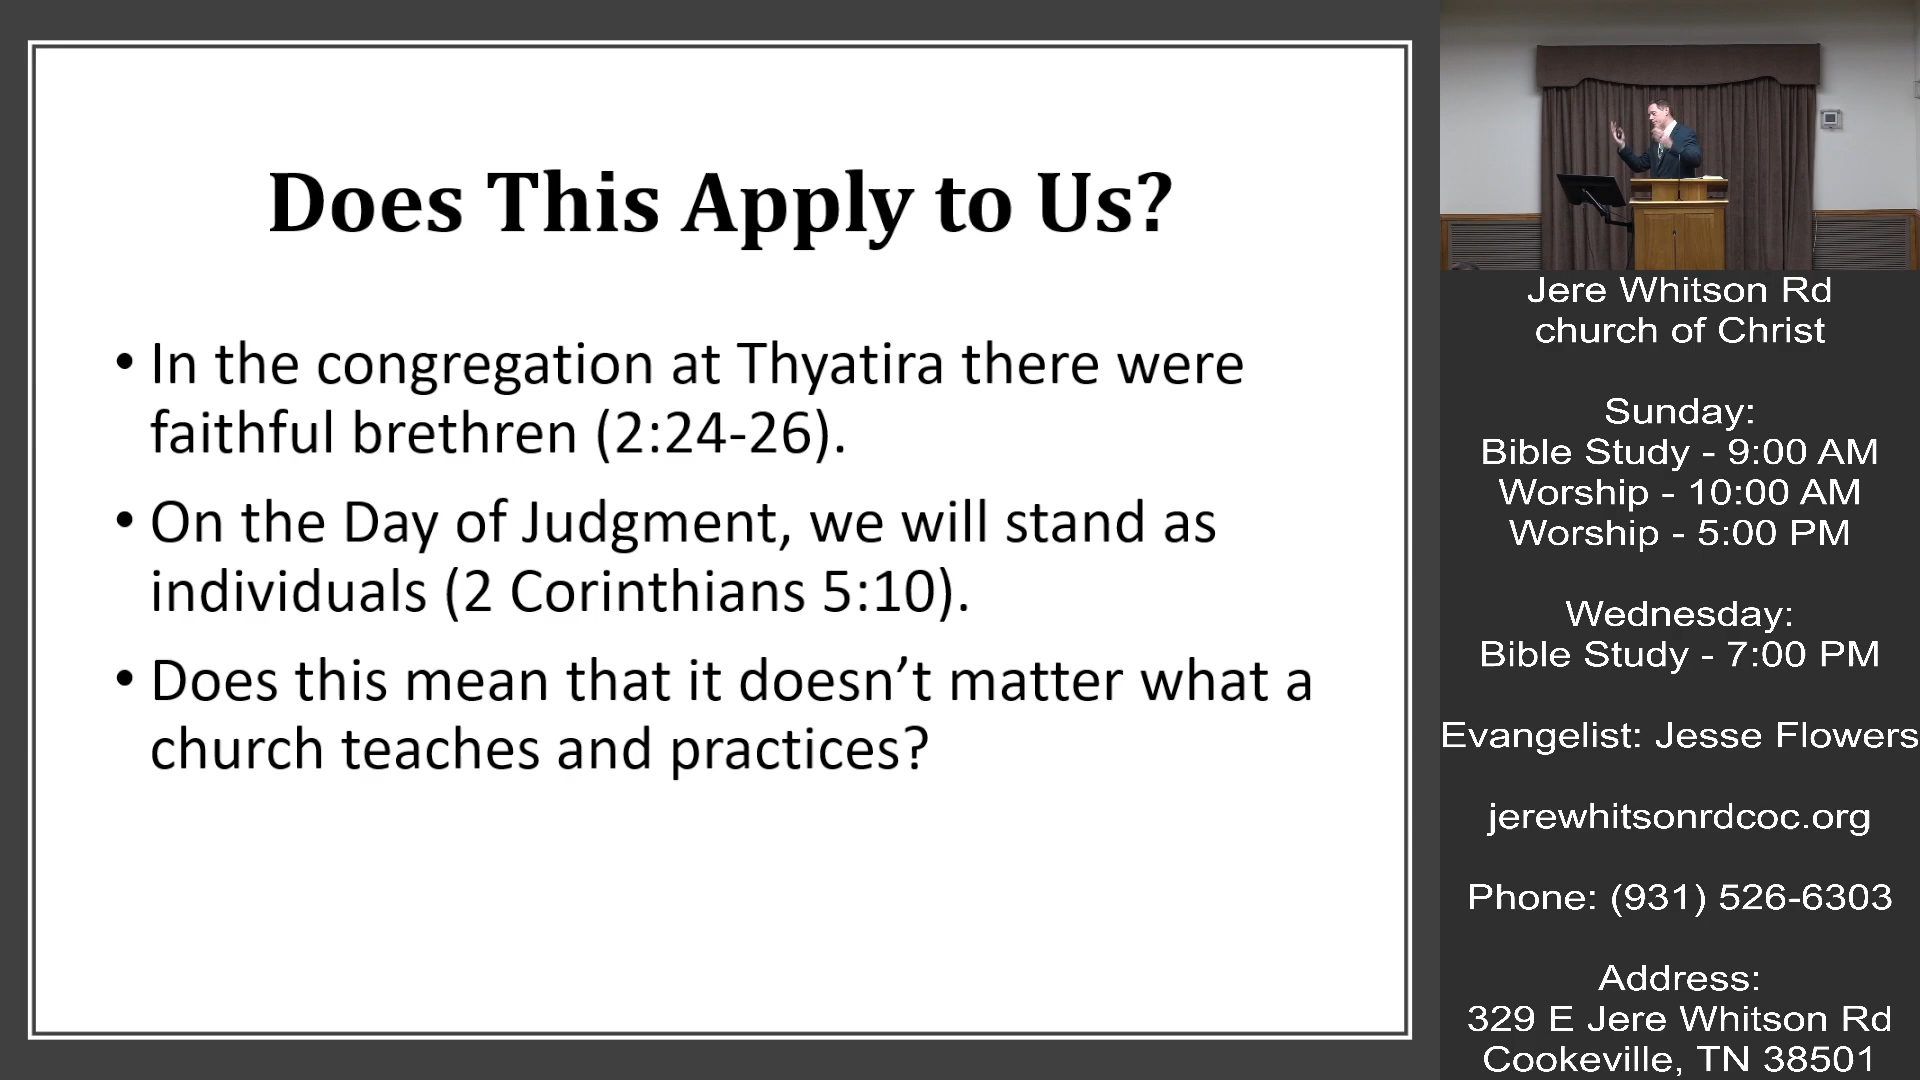 Does This Apply to Us?
• In the congregation at Thyatira there were
faithful brethren (2:24-26).
• On the Day of Judgment, we will stand as
individuals (2 Corinthians 5:10).
• Does this mean that it doesn’t matter what a
church teaches and practices?
Jere Whitson Rd
church of Christ
Sunday:
Bible Study - 9:00 AM
Worship - 10:00 AM
Worship - 5:00 PM
Wednesday:
Bible Study - 7:00 PM
Evangelist: Jesse Flowers
jerewhitsonrdcoc.org
Phone: (931) 526-6303
Address:
329 E Jere Whitson Rd
Cookeville, TN 38501